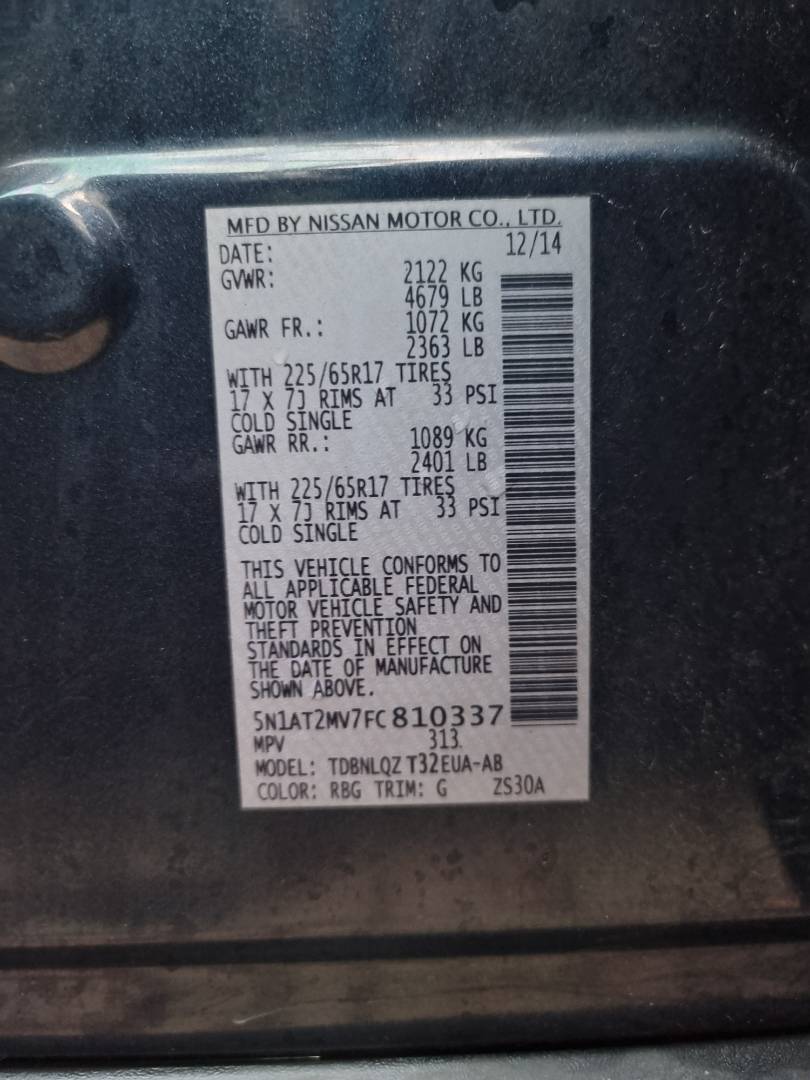 MFD BY NISSAN MOTOR CO., LTD.
DATE: 12/14
GVWR: 2122 KG
4679 LB
GAWR FR.: 1072 KG
2363 LB
WITH 225/65R17 TIRES
17 X 7J RIMS AT 33 PSI
COLD SINGLE
GAWR RR.: 1089 KG
2401 LB
WITH 225/65R17 TIRES
17 X 7J RIMS AT 33 PSI
COLD SINGLE
THIS VEHICLE CONFORMS TO
ALL APPLICABLE FEDERAL
MOTOR VEHICLE SAFETY AND
THEFT PREVENTION
STANDARDS IN EFFECT ON
THE DATE OF MANUFACTURE
SHOWN ABOVE.
5N1AT2MV7FC810337
MPV 313.
MODEL: TDBNLQZ T32EUA-AB
COLOR: RBG TRIM: G ZS30A